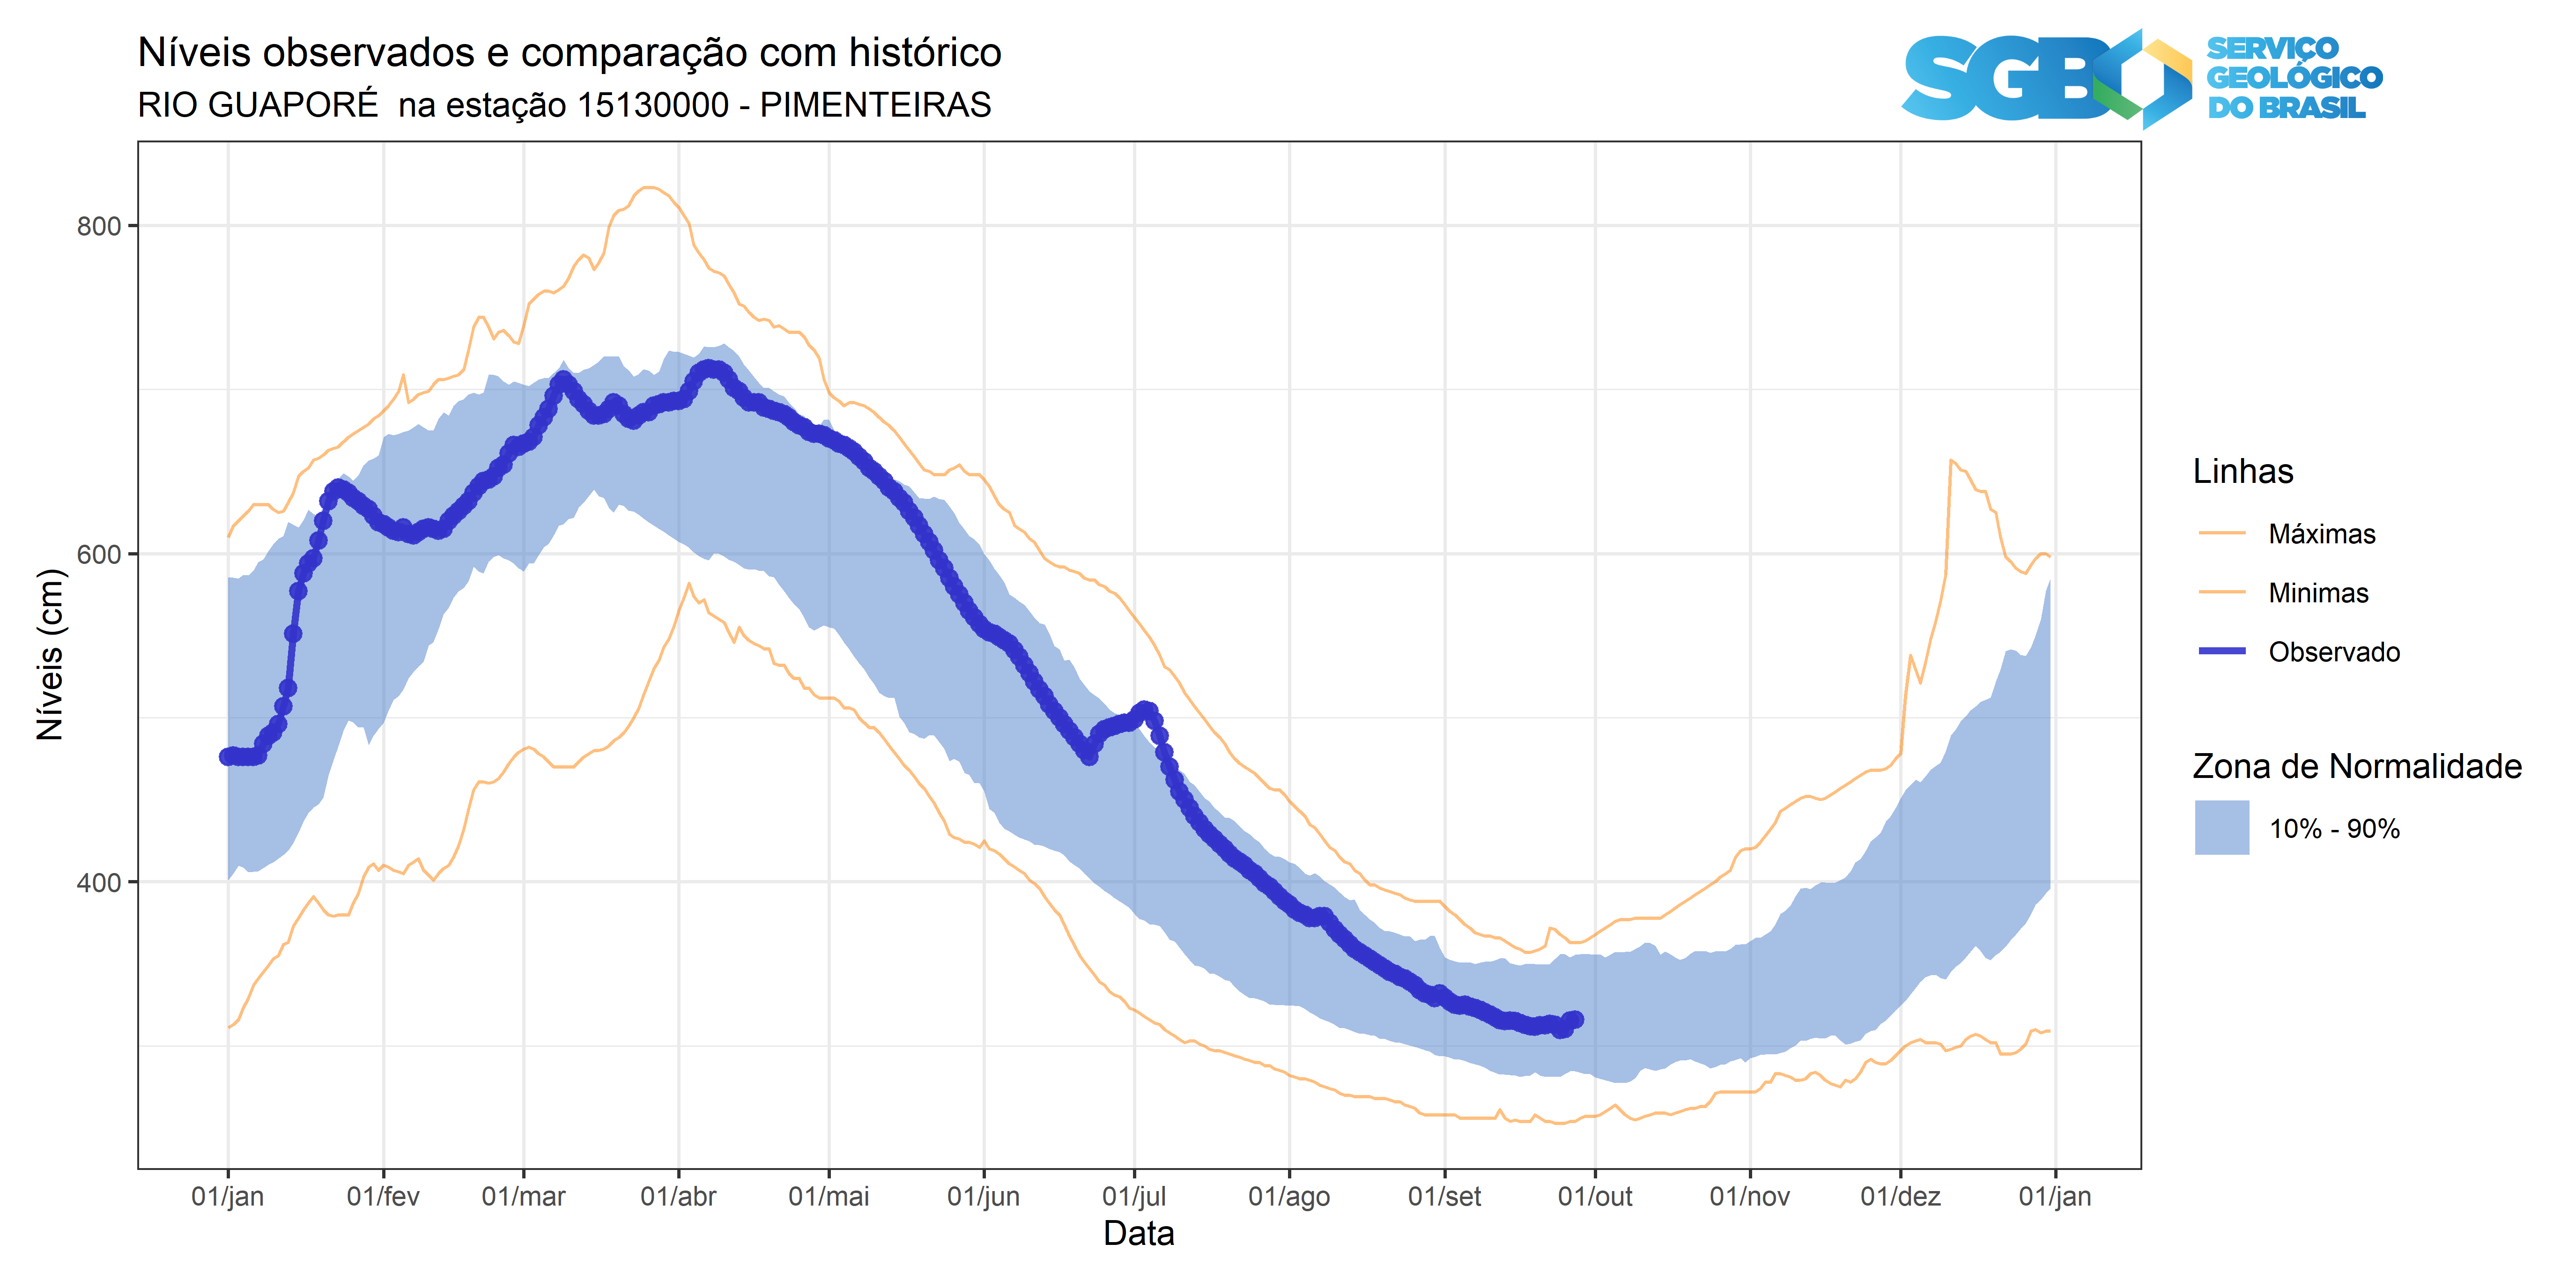 Níveis observados e comparação com histórico
RIO GUAPORÉ  na estação 15130000 - PIMENTEIRAS
SGB
SERVIÇO
GEOLÓGICO
DO BRASIL
Níveis (cm)
800
600
400
01/jan
01/fev
01/mar
01/abr
01/mai
01/jun
01/jul
01/ago
01/set
01/out
01/nov
01/dez
01/jan
Data
Linhas
Máximas
Minimas
Observado
Zona de Normalidade
10% - 90%